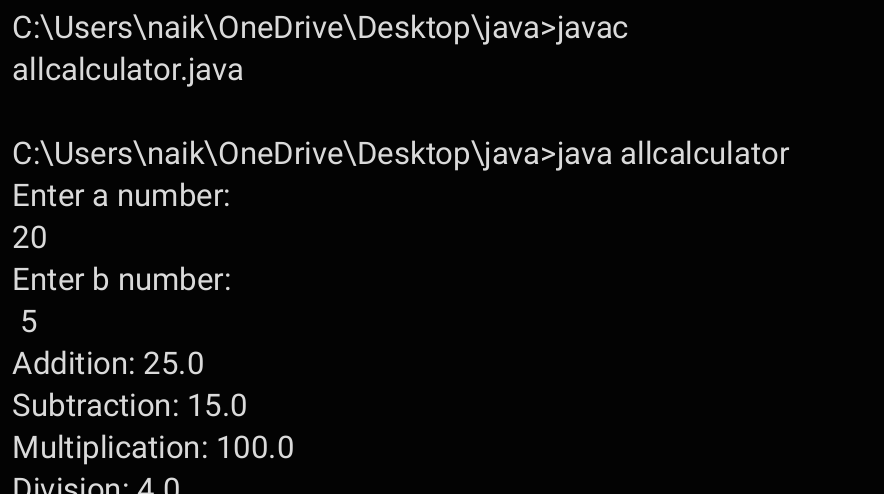 C:\Users\naik\OneDrive\Desktop\java>javac
allcalculator.java
C:\Users\naik\OneDrive\Desktop\java>java allcalculator
Enter a number:
20
Enter b number:
5
Addition: 25.0
Subtraction: 15.0
Multiplication: 100.0
Division: 4.0